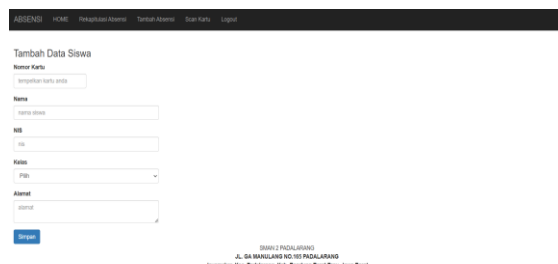 ABSENSI HOME Rekapitulasi Absensi Tambah Absensi Scan Kartu Logout
Tambah Data Siswa
Nomor Kartu
tempelkan kartu anda
Nama
nama siswa
NIS
nis
Kelas
Pilih
Alamat
alamat
Simpan
SMAN 2 PADALARANG
JL. GA MANULANG NO.165 PADALARANG